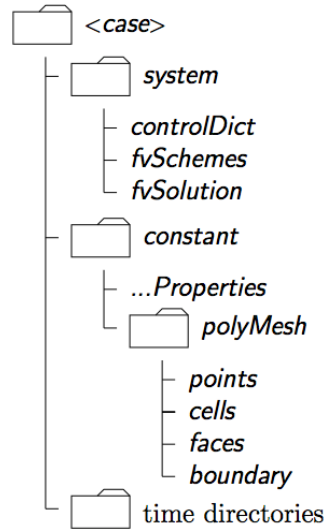 <case>
system
controlDict
fvSchemes
fvSolution
constant
...Properties
polyMesh
points
cells
faces
boundary
time directories